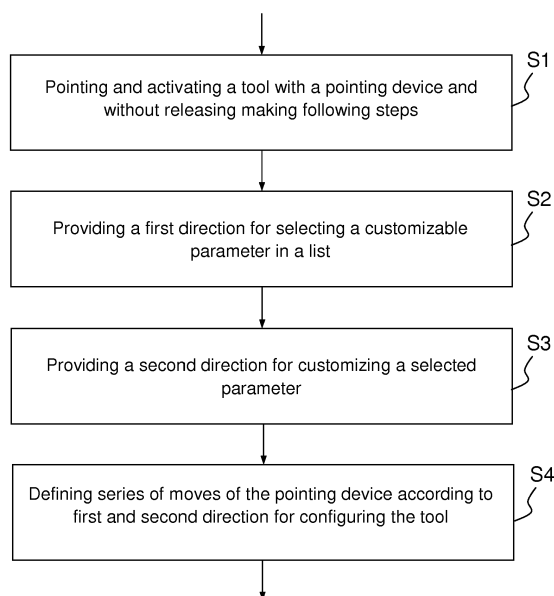 S1
Pointing and activating a tool with a pointing device and
without releasing making following steps
S2
Providing a first direction for selecting a customizable
parameter in a list
S3
Providing a second direction for customizing a selected
parameter
S4
Defining series of moves of the pointing device according to
first and second direction for configuring the tool